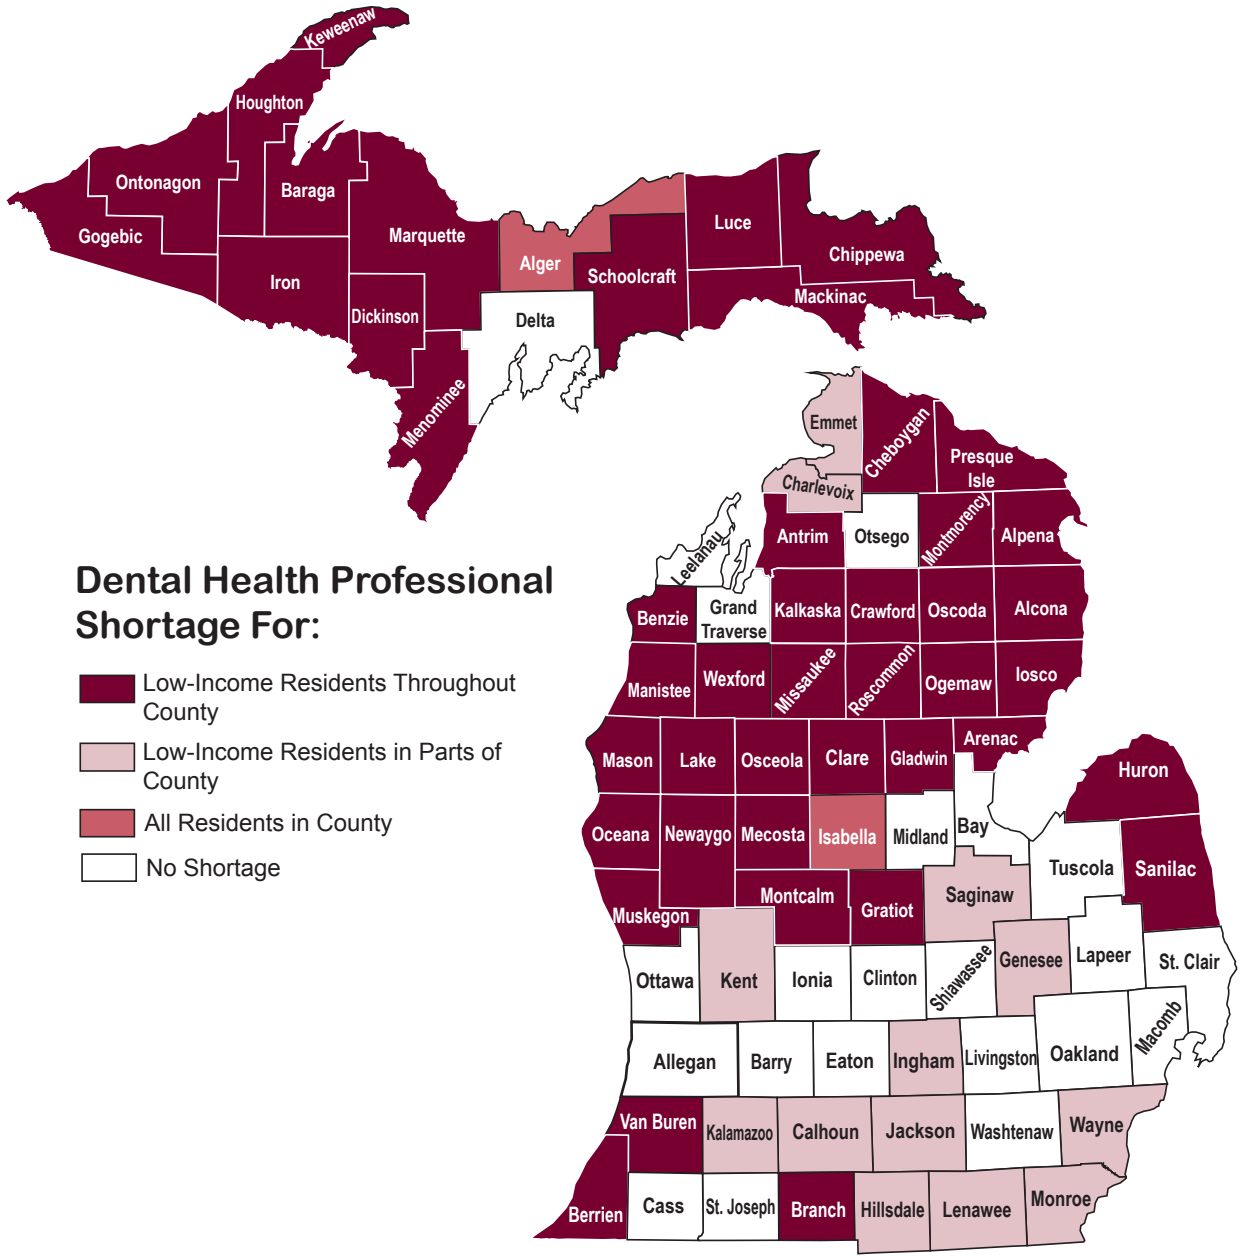 Keweenaw
Houghton
Ontonagon
Baraga
Gogebic
Marquette
Luce
Chippewa
Alger
Schoolcraft
Iron
Mackinac
Dickinson
Delta
Menominee
Emmet
Cheboygan
Presque
Isle
Charlevoix
Antrim
Otsego
Montmorency
Alpena
Leelanau
Dental Health Professional
Shortage For:
Benzie
Grand
Traverse
Kalkaska
Crawford
Oscoda
Alcona
Low-Income Residents Throughout
County
Manistee
Wexford
Missaukee
Roscommon
Ogemaw
Iosco
Low-Income Residents in Parts of
County
Mason
Lake
Osceola
Clare
Gladwin
Arenac
Huron
All Residents in County
Oceana
Newaygo
Mecosta
Isabella
Midland
Bay
No Shortage
Tuscola
Sanilac
Muskegon
Montcalm
Gratiot
Saginaw
Ottawa
Kent
Ionia
Clinton
Shiawassee
Genesee
Lapeer
St. Clair
Allegan
Barry
Eaton
Ingham
Livingston
Oakland
Macomb
Van Buren
Kalamazoo
Calhoun
Jackson
Washtenaw
Wayne
Berrien
Cass
St. Joseph
Branch
Hillsdale
Lenawee
Monroe